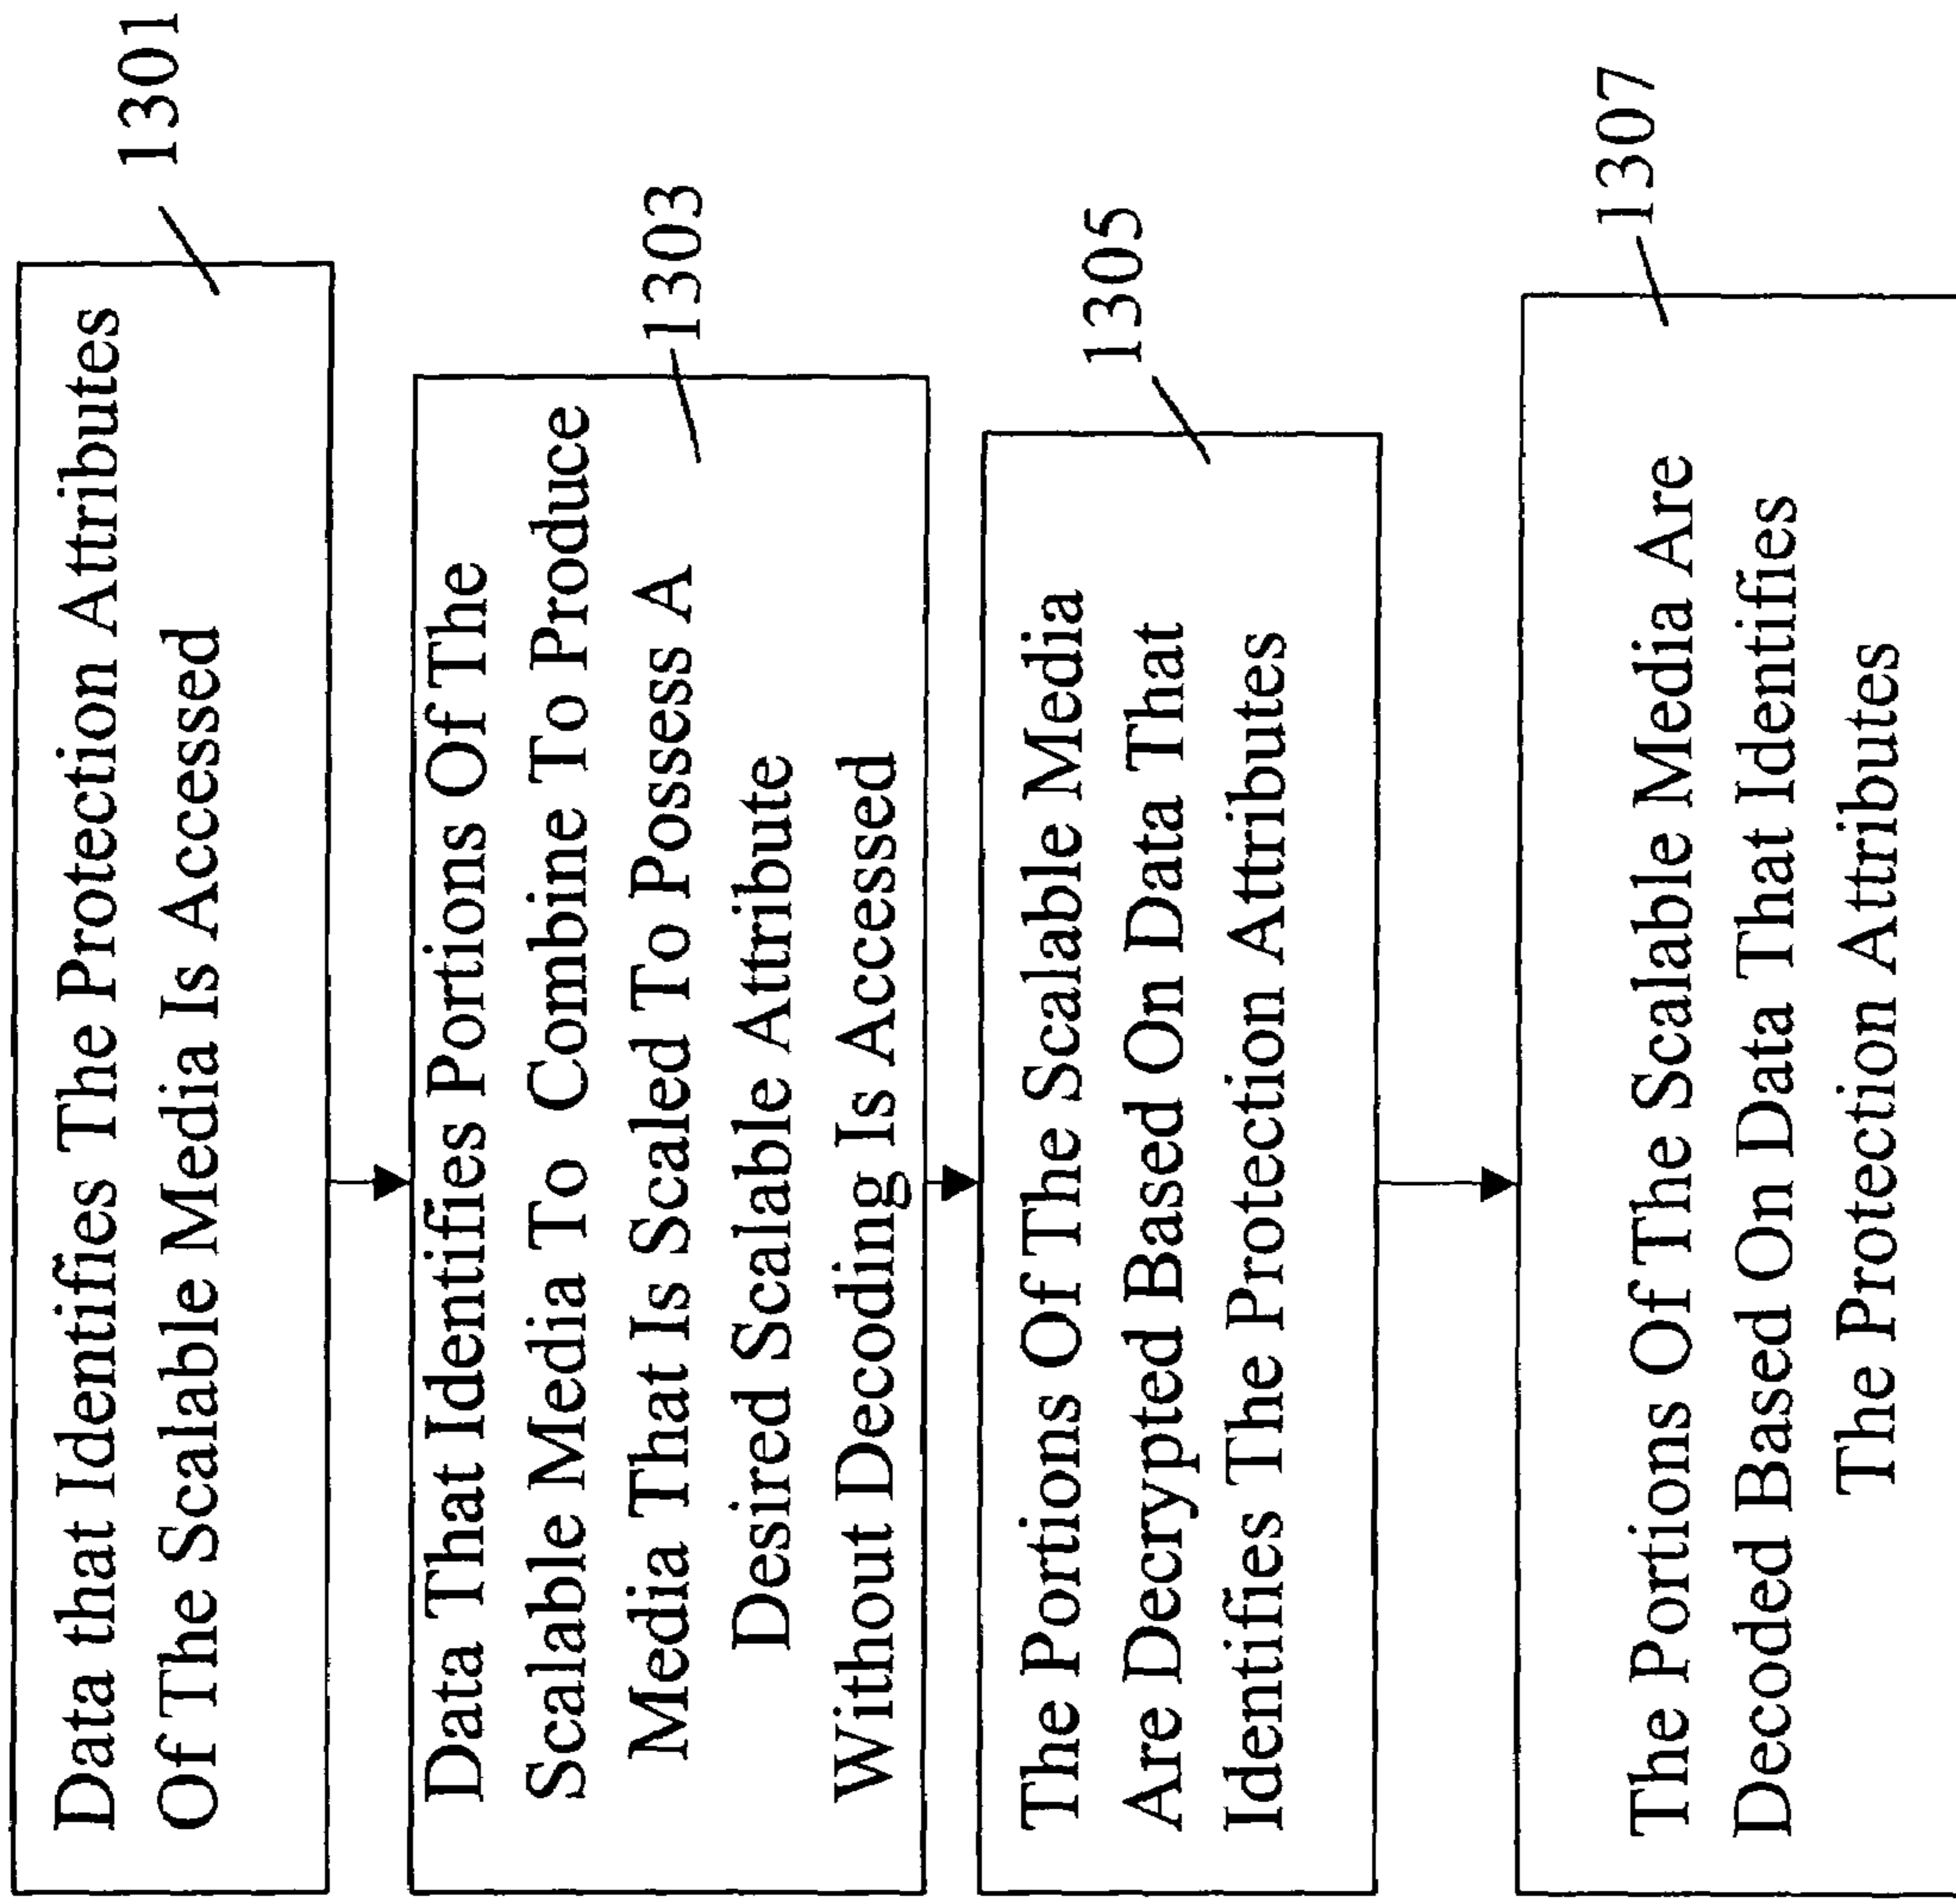 Data that Identifies The Protection Attributes
Of The Scalable Media Is Accessed
1301
Data That Identifies Portions Of The
Scalable Media To Combine To Produce
Media That Is Scaled To Possess A
Desired Scalable Attribute
Without Decoding Is Accessed
1303
The Portions Of The Scalable Media
Are Decrypted Based On Data That
Identifies The Protection Attributes
1305
The Portions Of The Scalable Media Are
Decoded Based On Data That Identifies
The Protection Attributes
1307